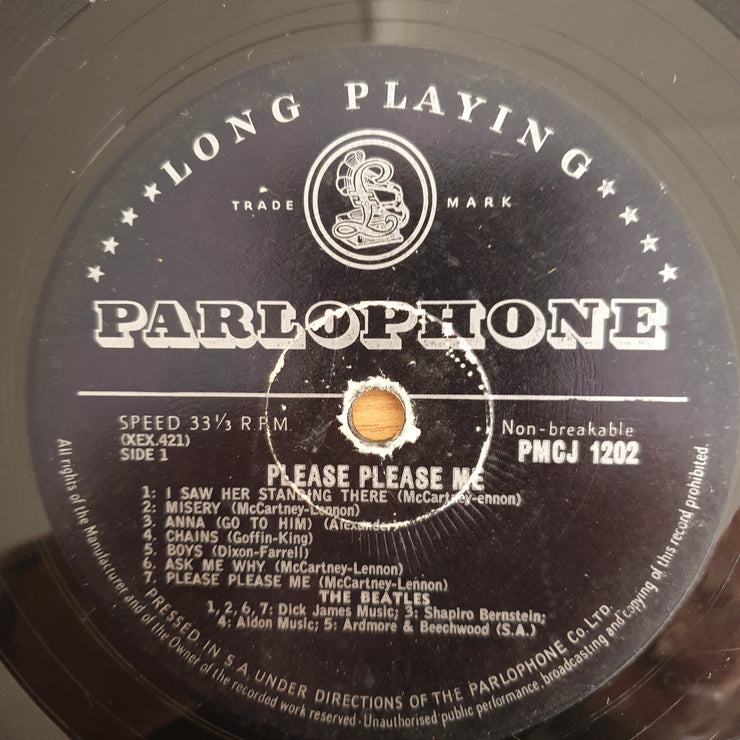 ★★★★ LONG PLAYING ★★★★
TRADE MARK
£
PARLOPHONE
SPEED 33⅓ R.P.M.
(XEX.421)
SIDE 1
Non-breakable
PMCJ 1202
PLEASE PLEASE ME
1: I SAW HER STANDING THERE (McCartney-ennon)
2: MISERY (McCartney-Lennon)
3. ANNA (GO TO HIM) (Alexander
4. CHAINS (Goffin-King)
5. BOYS (Dixon-Farrell)
6. ASK ME WHY (McCartney-Lennon)
7. PLEASE PLEASE ME (McCartney-Lennon)
THE BEATLES
1, 2, 6, 7: Dick James Music; 3: Shapiro Bernstein;
4: Aldon Music; 5: Ardmore & Beechwood (S.A.)
PRESSED IN S.A. UNDER DIRECTIONS OF THE PARLOPHONE CO. LTD.
All rights of the Manufacturer and of the Owner of the recorded work reserved · Unauthorised public performance, broadcasting and copying of this record prohibited.